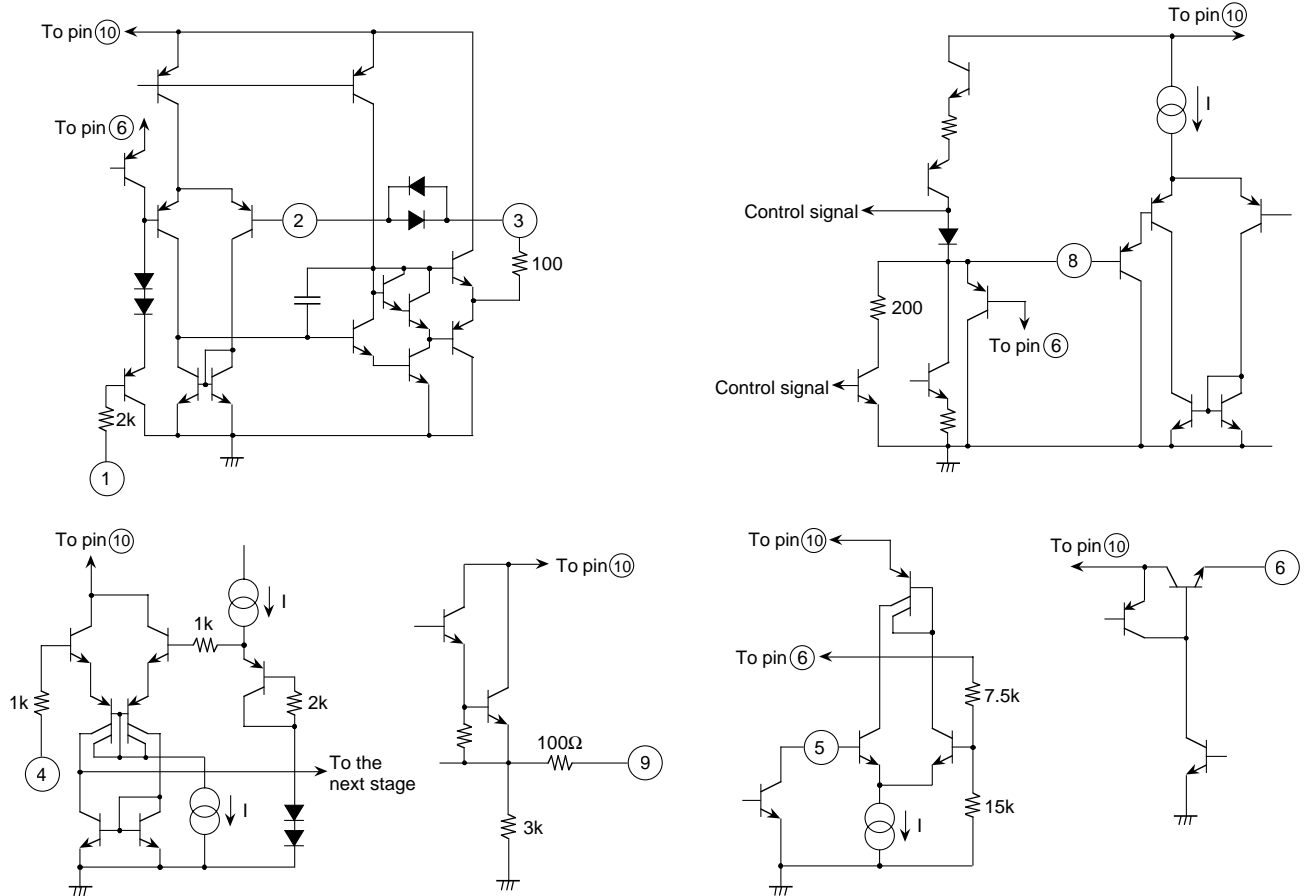 To pin 10
To pin 6
2
3
100
2k
1
To pin 10
I
Control signal
8
200
To pin 6
Control signal
To pin 10
I
1k
1k
2k
4
To the
next stage
I
To pin 10
100Ω
9
3k
To pin 10
To pin 6
7.5k
5
15k
I
To pin 10
6